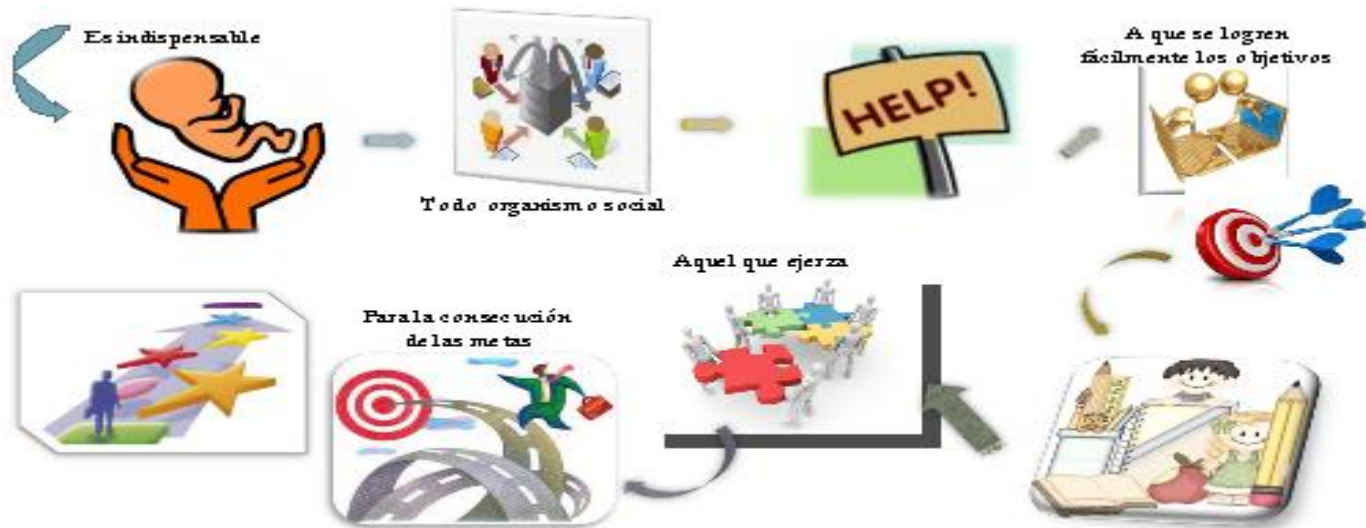 Es indispensable
Todo organismo social
HELP!
A que se logren
fácilmente los objetivos
Aquel que ejerza
Para la consecución
de las metas